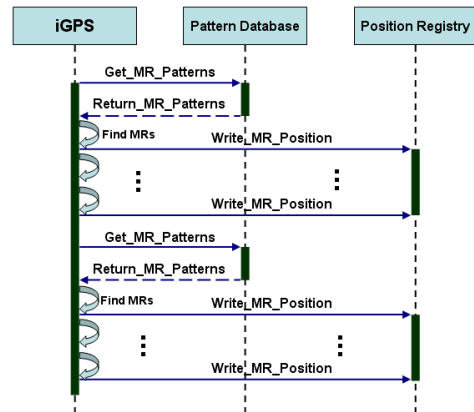 iGPS Pattern Database Position Registry
Get_MR_Patterns
Return_MR_Patterns
Find MRs
Write_MR_Position
Write_MR_Position
Get_MR_Patterns
Return_MR_Patterns
Find MRs
Write_MR_Position
Write_MR_Position